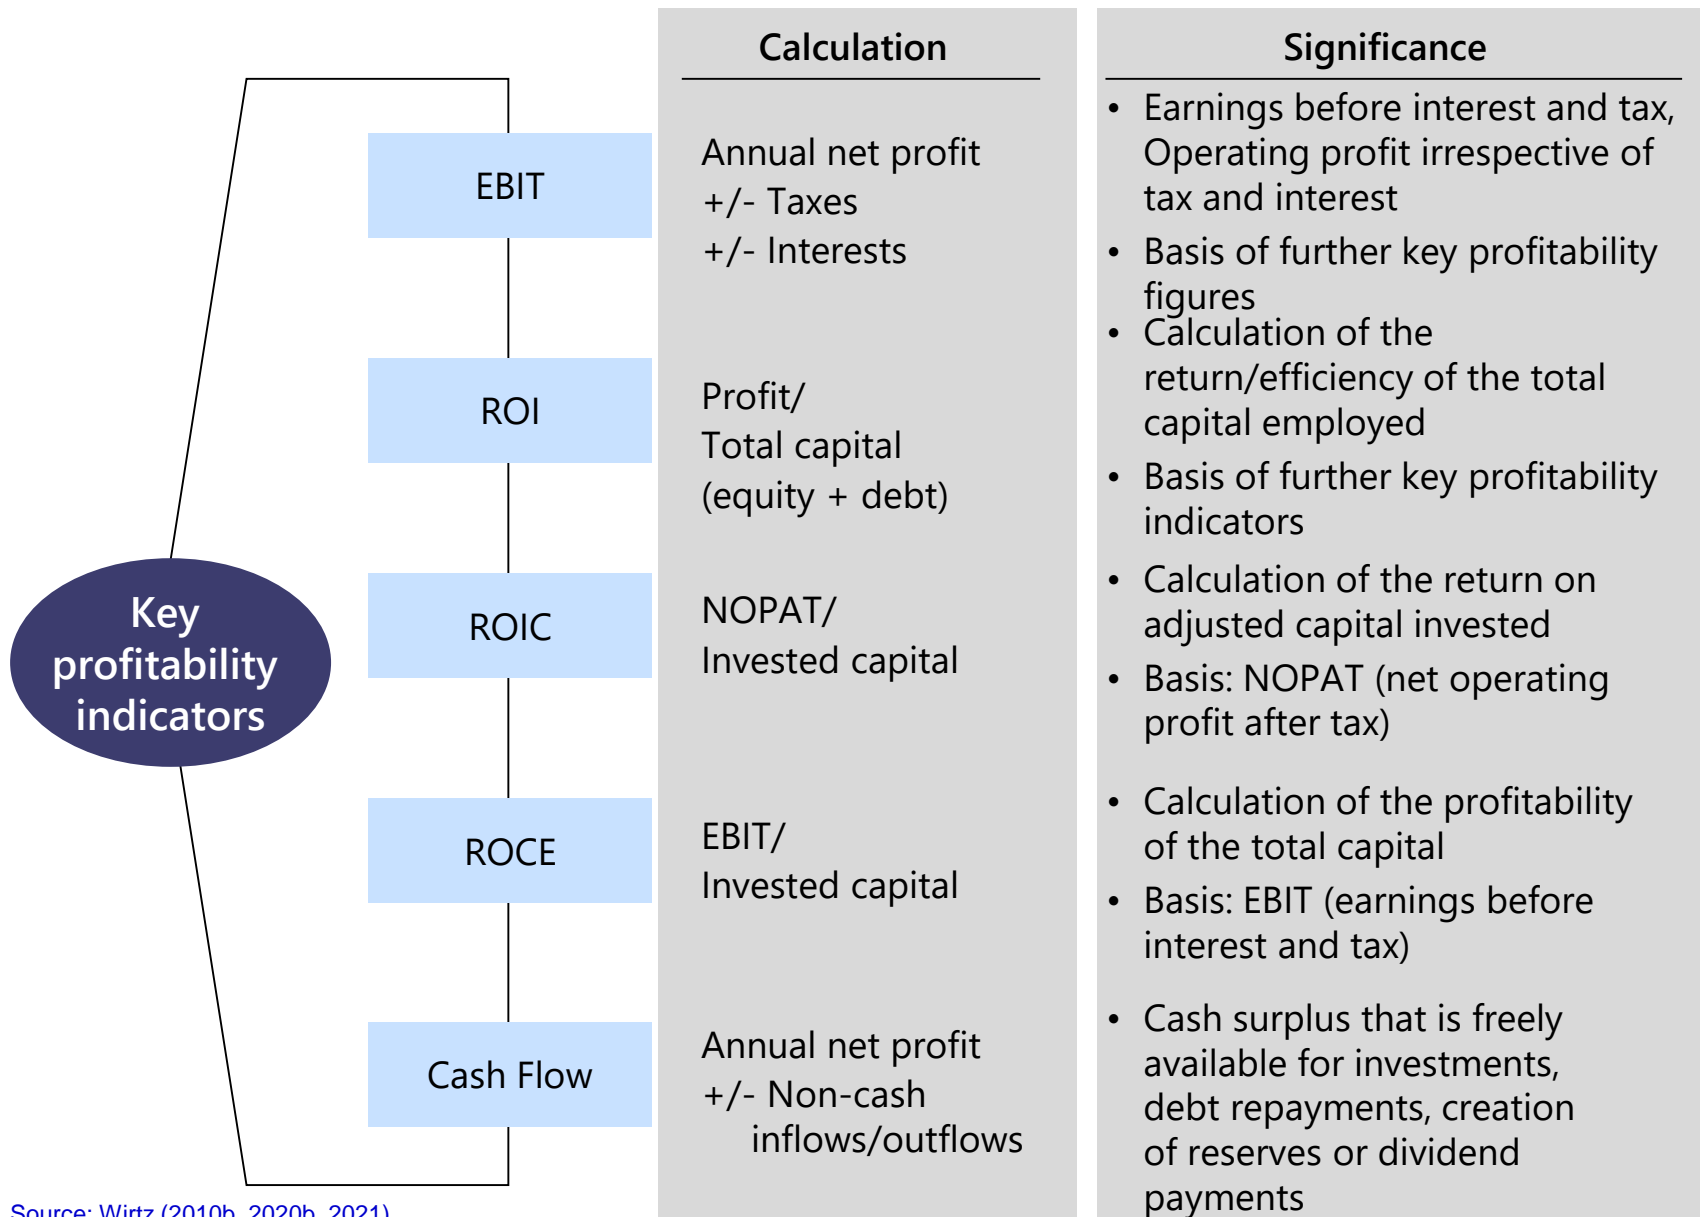 Calculation
Significance
Key
profitability
indicators
EBIT
Annual net profit
+/- Taxes
+/- Interests
• Earnings before interest and tax,
Operating profit irrespective of
tax and interest
• Basis of further key profitability
figures
ROI
Profit/
Total capital
(equity + debt)
• Calculation of the
return/efficiency of the total
capital employed
• Basis of further key profitability
indicators
ROIC
NOPAT/
Invested capital
• Calculation of the return on
adjusted capital invested
• Basis: NOPAT (net operating
profit after tax)
ROCE
EBIT/
Invested capital
• Calculation of the profitability
of the total capital
• Basis: EBIT (earnings before
interest and tax)
Cash Flow
Annual net profit
+/- Non-cash
inflows/outflows
• Cash surplus that is freely
available for investments,
debt repayments, creation
of reserves or dividend
payments
Source: Wirtz (2010b, 2020b, 2021)